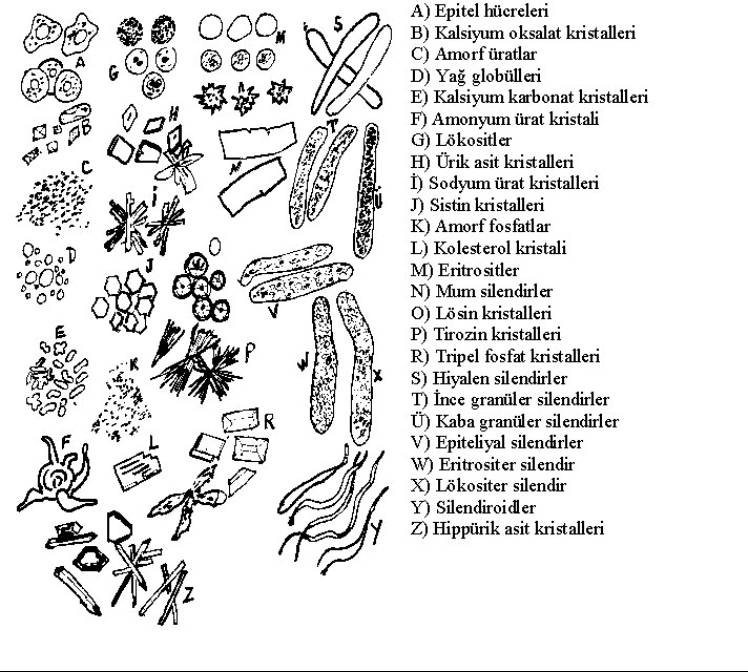 A) Epitel hücreleri
B) Kalsiyum oksalat kristalleri
C) Amorf üratlar
D) Yağ globülleri
E) Kalsiyum karbonat kristalleri
F) Amonyum ürat kristali
G) Lökositler
H) Ürik asit kristalleri
İ) Sodyum ürat kristalleri
J) Sistin kristalleri
K) Amorf fosfatlar
L) Kolesterol kristali
M) Eritrositler
N) Mum silendirler
O) Lösin kristalleri
P) Tirozin kristalleri
R) Tripel fosfat kristalleri
S) Hiyalen silendirler
T) İnce granüler silendirler
Ü) Kaba granüler silendirler
V) Epiteliyal silendirler
W) Eritrositer silendir
X) Lökositer silendir
Y) Silendiroidler
Z) Hippürik asit kristalleri
A
G
M
S
B
H
N
T
Ü
C
İ
D
J
O
V
E
K
P
W
X
F
L
R
Y
Z